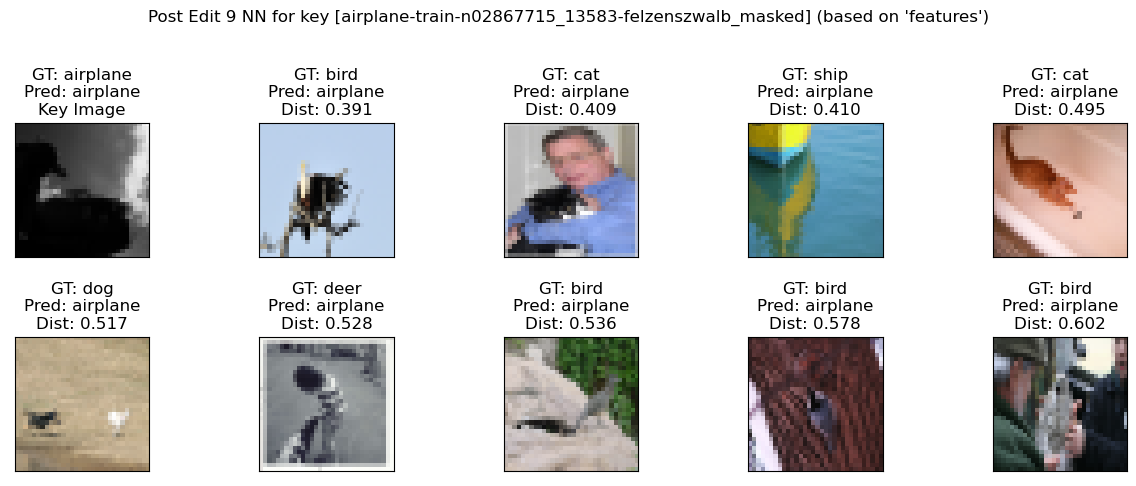 Post Edit 9 NN for key [airplane-train-n02867715_13583-felzenszwalb_masked] (based on 'features')
GT: airplane
Pred: airplane
Key Image
GT: bird
Pred: airplane
Dist: 0.391
GT: cat
Pred: airplane
Dist: 0.409
GT: ship
Pred: airplane
Dist: 0.410
GT: cat
Pred: airplane
Dist: 0.495
GT: dog
Pred: airplane
Dist: 0.517
GT: deer
Pred: airplane
Dist: 0.528
GT: bird
Pred: airplane
Dist: 0.536
GT: bird
Pred: airplane
Dist: 0.578
GT: bird
Pred: airplane
Dist: 0.602